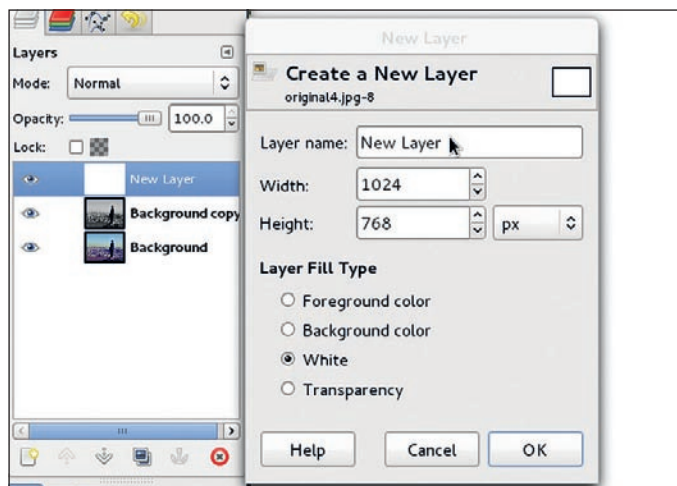 Layers
Mode: Normal
Opacity: 100.0
Lock:
New Layer
Background copy
Background
New Layer
Create a New Layer
original4.jpg-8
Layer name: New Layer
Width: 1024
Height: 768 px
Layer Fill Type
Foreground color
Background color
White
Transparency
Help Cancel OK